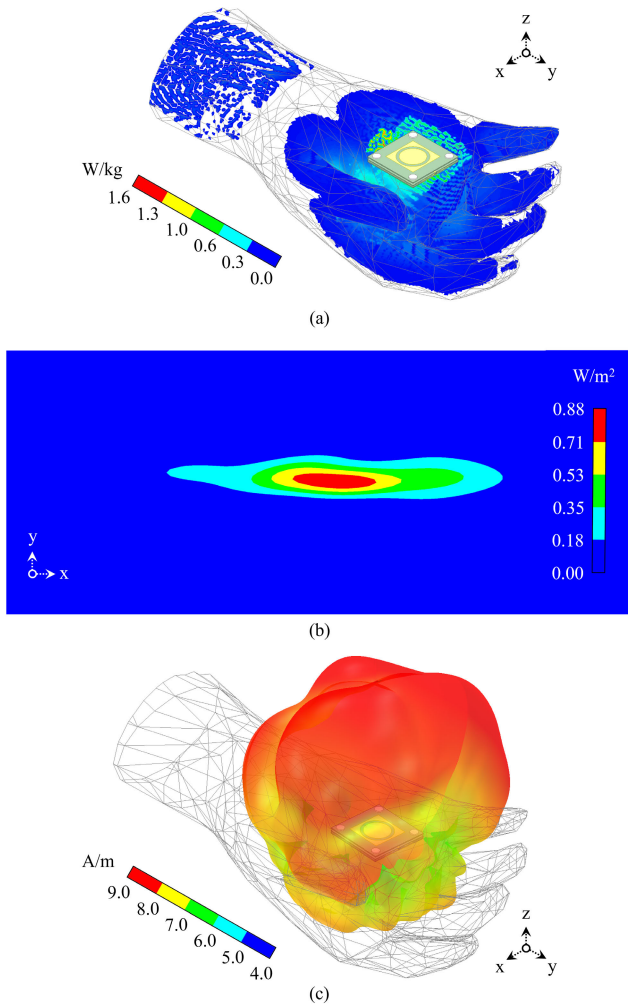 z
x
y
W/kg
1.6
1.3
1.0
0.6
0.3
0.0
(a)
W/m²
0.88
0.71
0.53
0.35
0.18
0.00
y
x
(b)
A/m
9.0
8.0
7.0
6.0
5.0
4.0
z
x
y
(c)